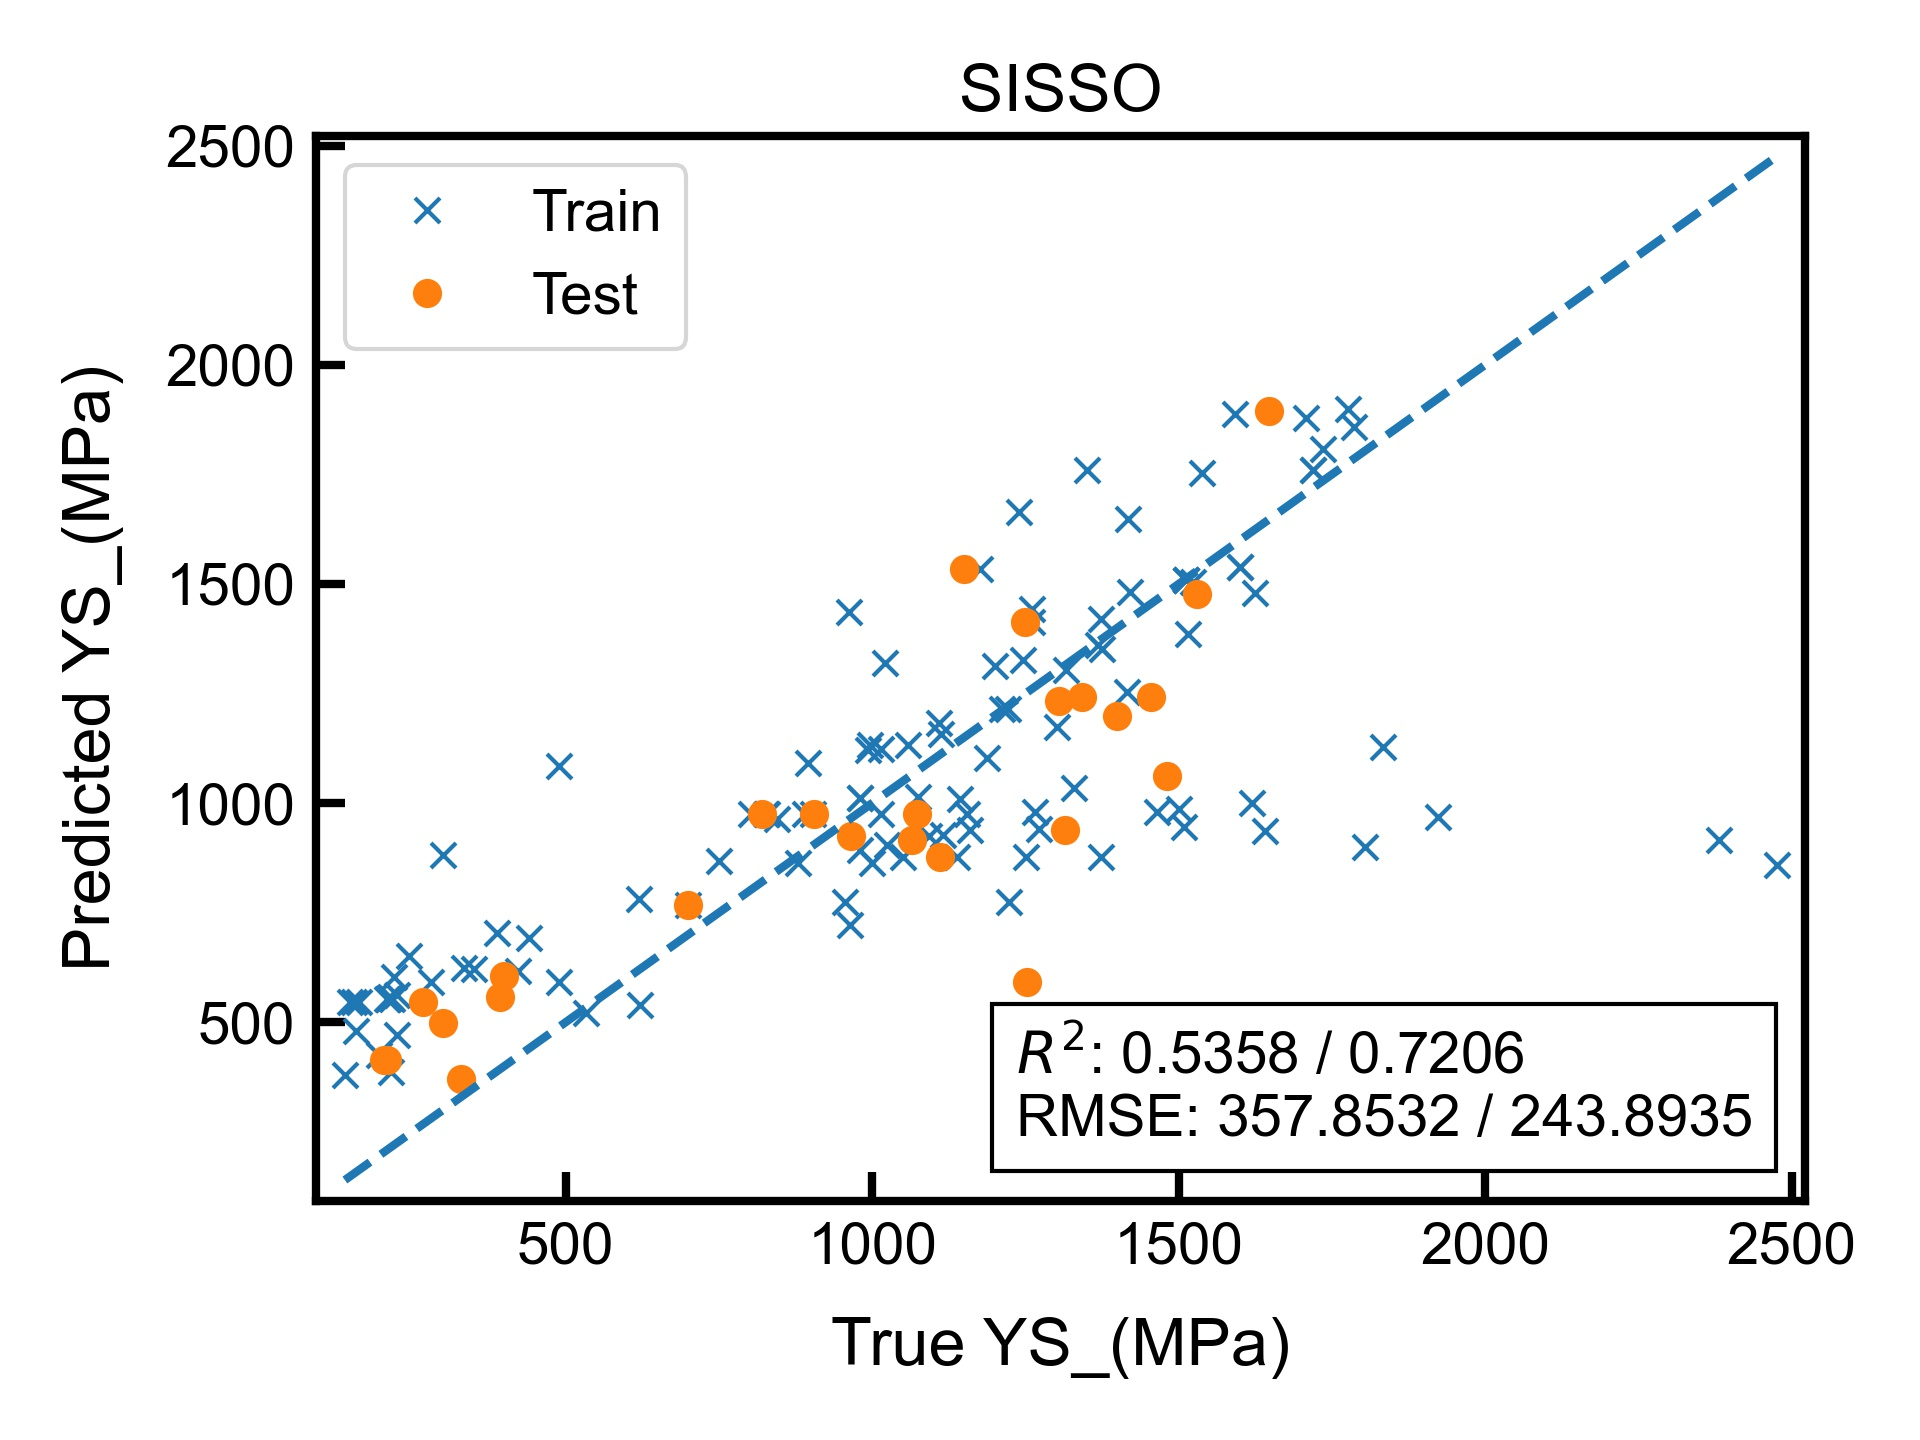 SISSO
2500
2000
1500
1000
500
Predicted YS_(MPa)
Train
Test
R²: 0.5358 / 0.7206
RMSE: 357.8532 / 243.8935
500 1000 1500 2000 2500
True YS_(MPa)